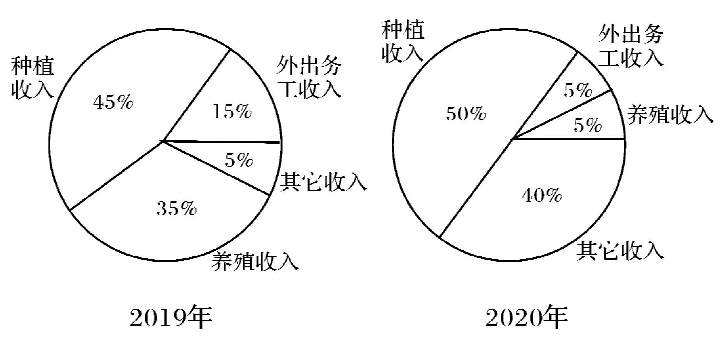 种植
收入
45%
外出务
工收入
15%
5%
其它收入
35%
养殖收入
2019年
种植
收入
50%
外出务
工收入
5%
养殖收入
5%
40%
其它收入
2020年